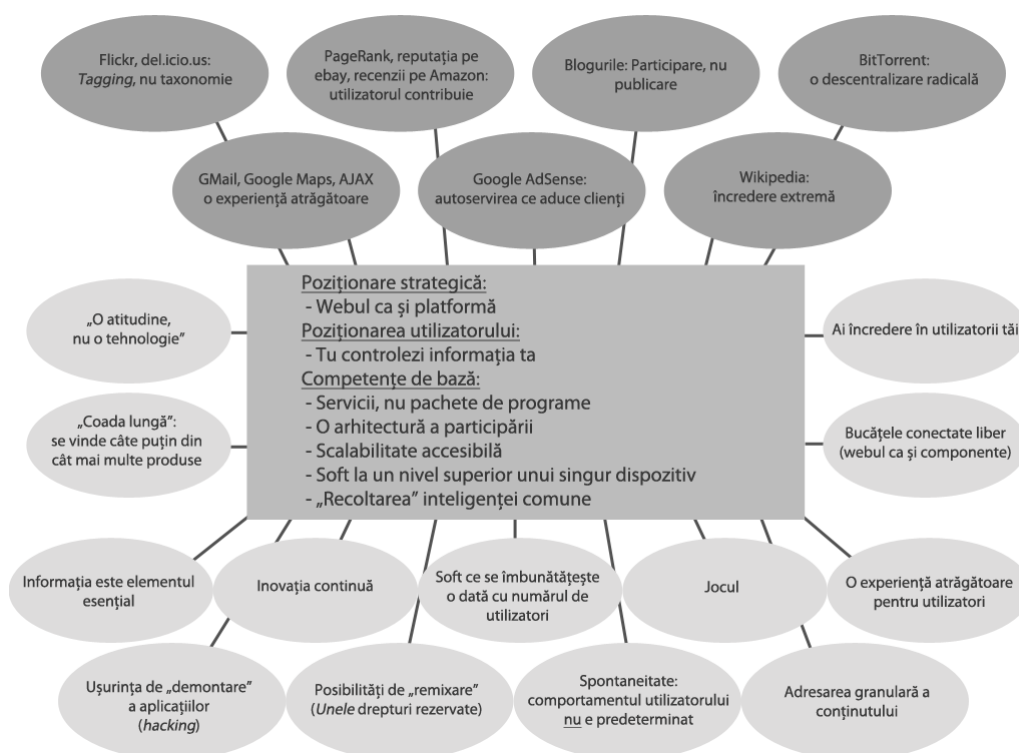 Flickr, del.icio.us:
Tagging, nu taxonomie
PageRank, reputația pe
ebay, recenzii pe Amazon:
utilizatorul contribuie
Blogurile: Participare, nu
publicare
BitTorrent:
o descentralizare radicală
GMail, Google Maps, AJAX
o experiență atrăgătoare
Google AdSense:
autoservirea ce aduce clienți
Wikipedia:
încredere extremă
Poziționare strategică:
- Webul ca și platformă
Poziționarea utilizatorului:
- Tu controlezi informația ta
Competențe de bază:
- Servicii, nu pachete de programe
- O arhitectură a participării
- Scalabilitate accesibilă
- Soft la un nivel superior unui singur dispozitiv
- „Recoltarea” inteligenței comune
„O atitudine,
nu o tehnologie”
Ai încredere în utilizatorii tăi
„Coada lungă”:
se vinde câte puțin din
cât mai multe produse
Bucățele conectate liber
(webul ca și componente)
Informația este elementul
esențial
Inovația continuă
Soft ce se îmbunătățește
o dată cu numărul de
utilizatori
Jocul
O experiență atrăgătoare
pentru utilizatori
Ușurința de „demontare”
a aplicațiilor
(hacking)
Posibilități de „remixare”
(Unele drepturi rezervate)
Spontaneitate:
comportamentul utilizatorului
nu e predeterminat
Adresarea granulară a
conținutului